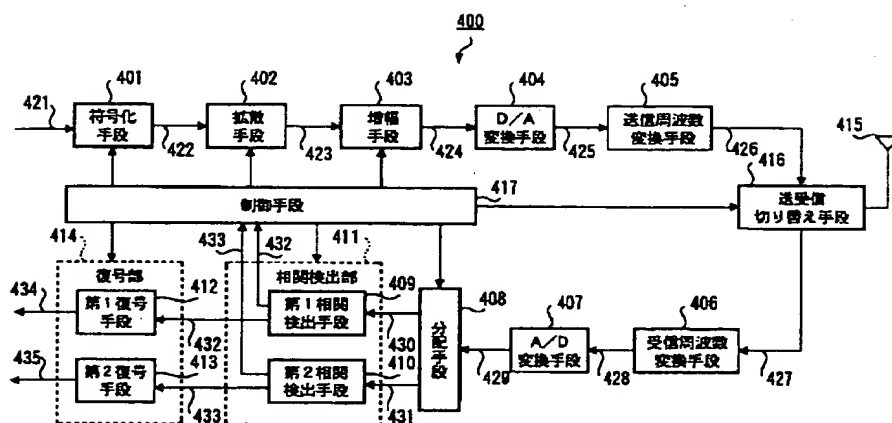 400
401
402
403
404
405
421
符号化
手段
拡散
手段
増幅
手段
D/A
変換手段
送信周波数
変換手段
415
422
423
424
425
426
416
417
制御手段
送受信
切り替え手段
414
433
432
411
復号部
相関検出部
434
412
409
408
407
406
第1復号
手段
第1相関
検出手段
分配手段
A/D
変換手段
受信周波数
変換手段
432
430
435
413
410
429
428
427
第2復号
手段
第2相関
検出手段
433
431